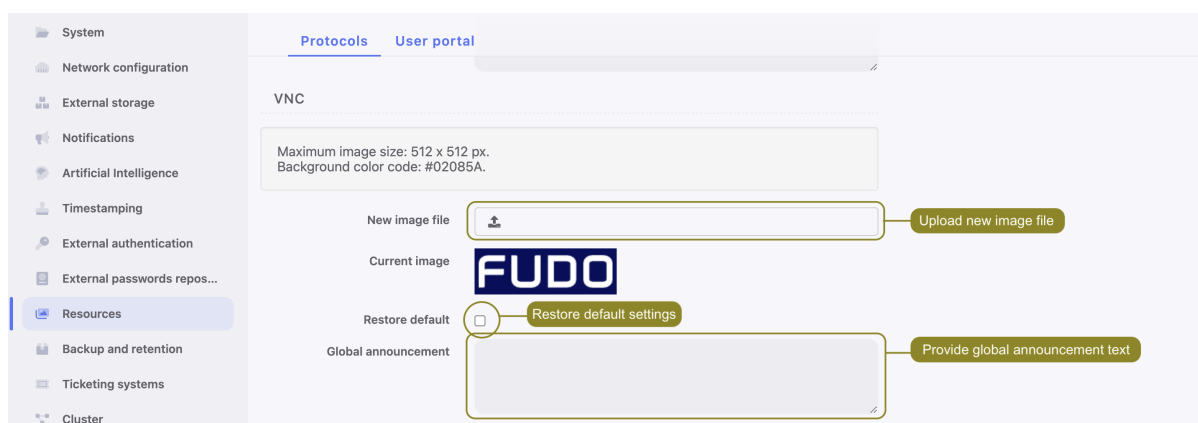 System
Network configuration
External storage
Notifications
Artificial Intelligence
Timestamping
External authentication
External passwords repos...
Resources
Backup and retention
Ticketing systems
Cluster
Protocols User portal
VNC
Maximum image size: 512 x 512 px.
Background color code: #02085A.
New image file Upload new image file
Current image FUDO
Restore default Restore default settings
Global announcement Provide global announcement text